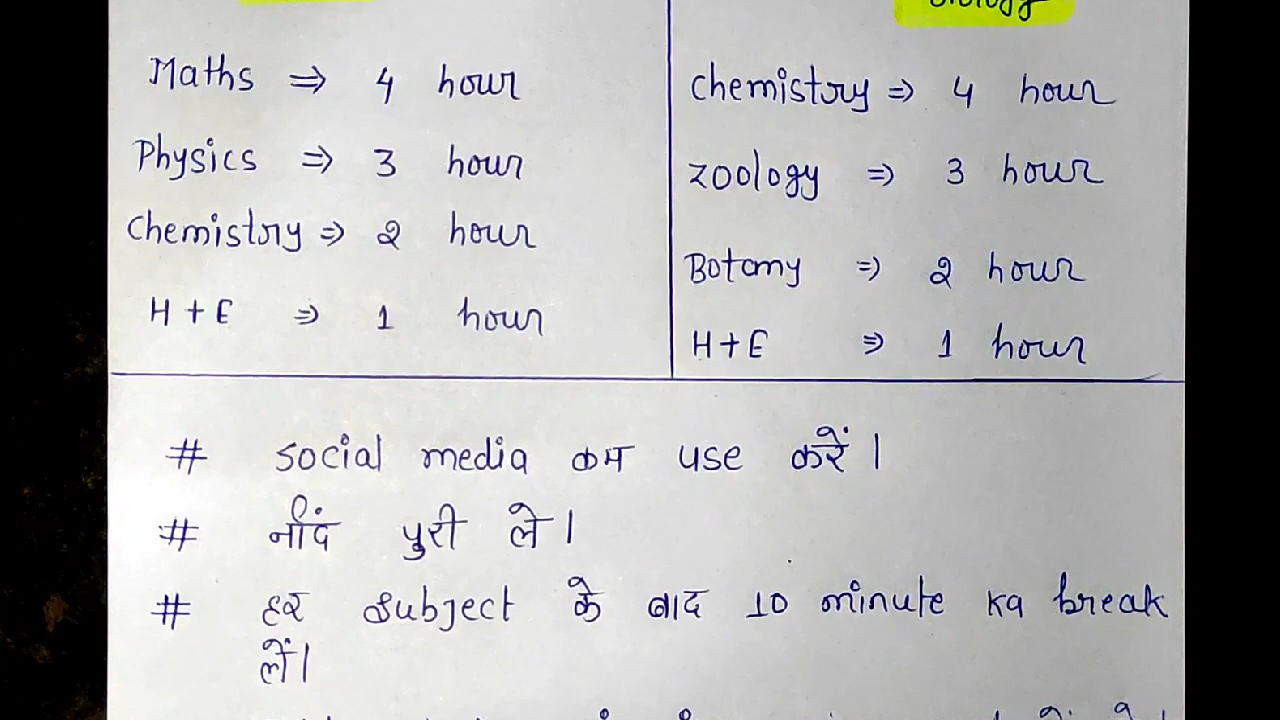 Biology
Maths ⇒ 4 hour
Physics ⇒ 3 hour
Chemistry ⇒ 2 hour
H + E ⇒ 1 hour
Chemistry ⇒ 4 hour
Zoology ⇒ 3 hour
Botany ⇒ 2 hour
H+E ⇒ 1 hour
# Social media कम use करें।
# नींद पुरी ले।
# हर Subject के बाद 10 minute ka break
लें।